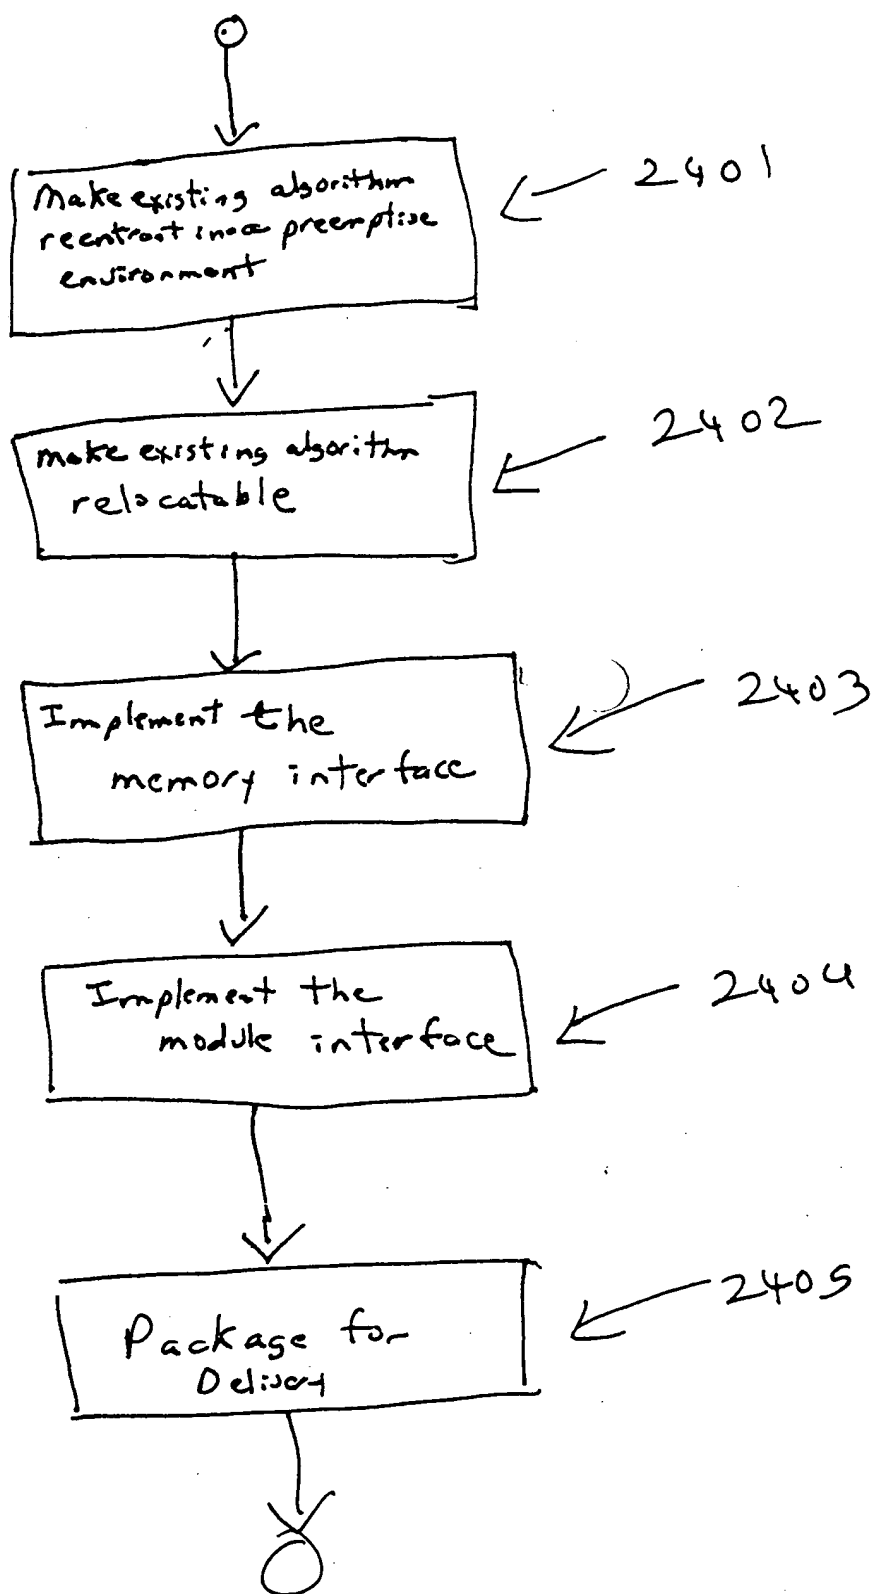 Make existing algorithm
reentrant in a preemptive
environment
2401
make existing algorithm
relocatable
2402
Implement the
memory interface
2403
Implement the
module interface
2404
Package for
Delivery
2405